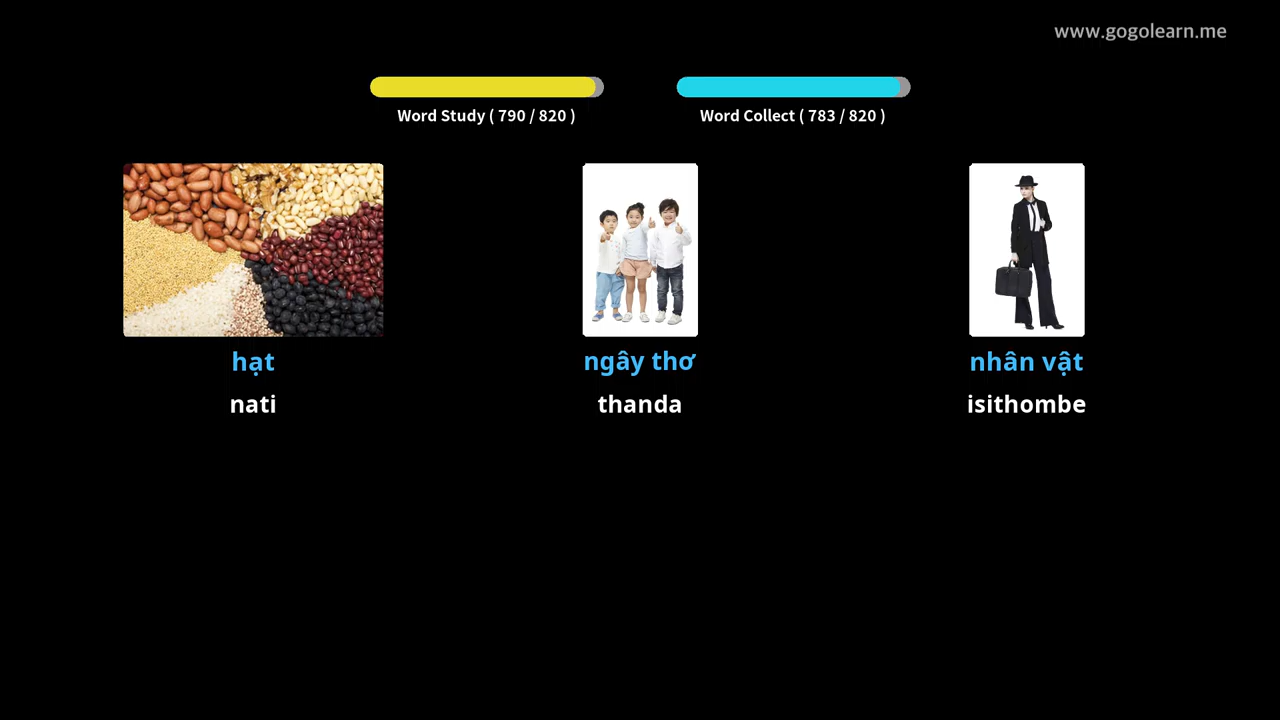 www.gogolearn.me
Word Study ( 790 / 820 )
Word Collect ( 783 / 820 )
hạt
ngây thơ
nhân vật
nati
thanda
isithombe